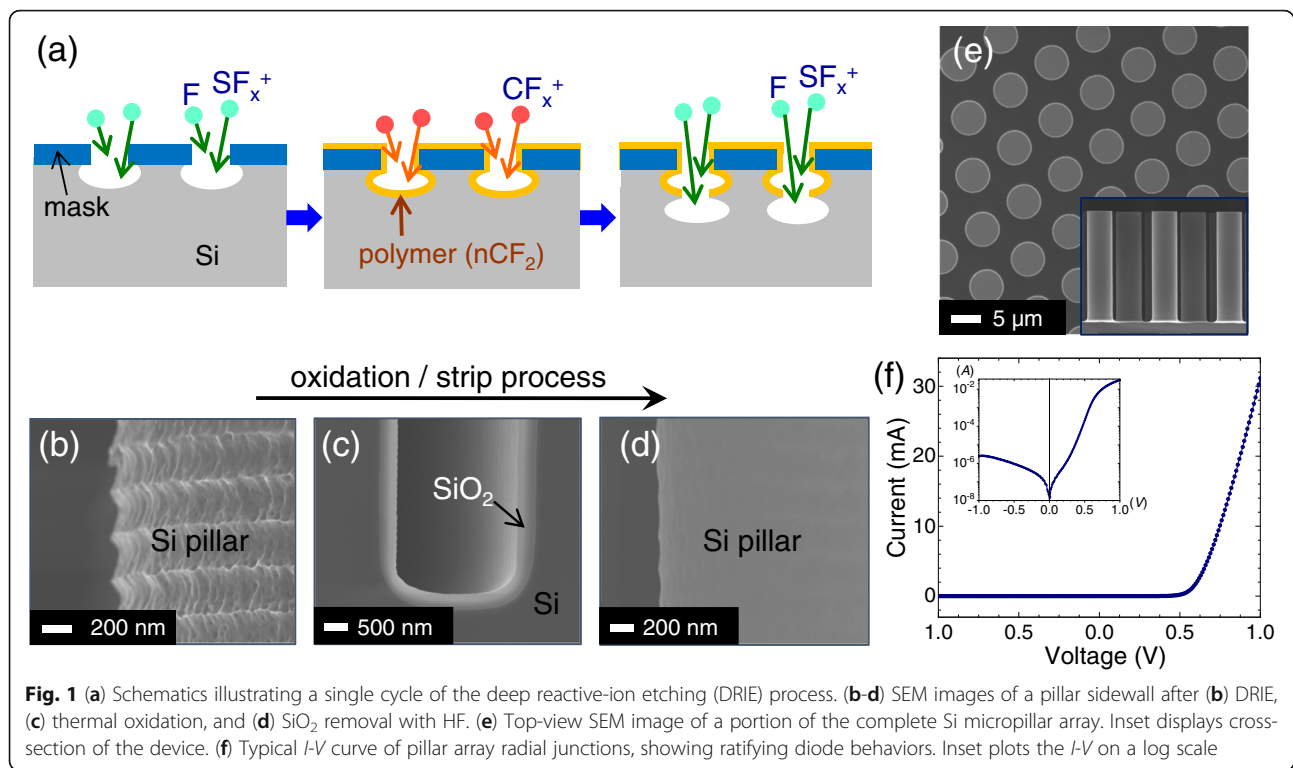 (a)
F SFₓ⁺
CFₓ⁺
F SFₓ⁺
mask
Si
polymer (nCF₂)
(e)
5 µm
oxidation / strip process
(b)
Si pillar
200 nm
(c)
SiO₂
Si
500 nm
(d)
Si pillar
200 nm
(f)
Current (mA)
30
20
10
0
1.0 0.5 0.0 0.5 1.0
Voltage (V)
(A)
10⁻²
10⁻⁴
10⁻⁶
10⁻⁸
-1.0 -0.5 0.0 0.5 1.0
(V)
Fig. 1 (a) Schematics illustrating a single cycle of the deep reactive-ion etching (DRIE) process. (b-d) SEM images of a pillar sidewall after (b) DRIE,
(c) thermal oxidation, and (d) SiO₂ removal with HF. (e) Top-view SEM image of a portion of the complete Si micropillar array. Inset displays cross-
section of the device. (f) Typical I-V curve of pillar array radial junctions, showing ratifying diode behaviors. Inset plots the I-V on a log scale